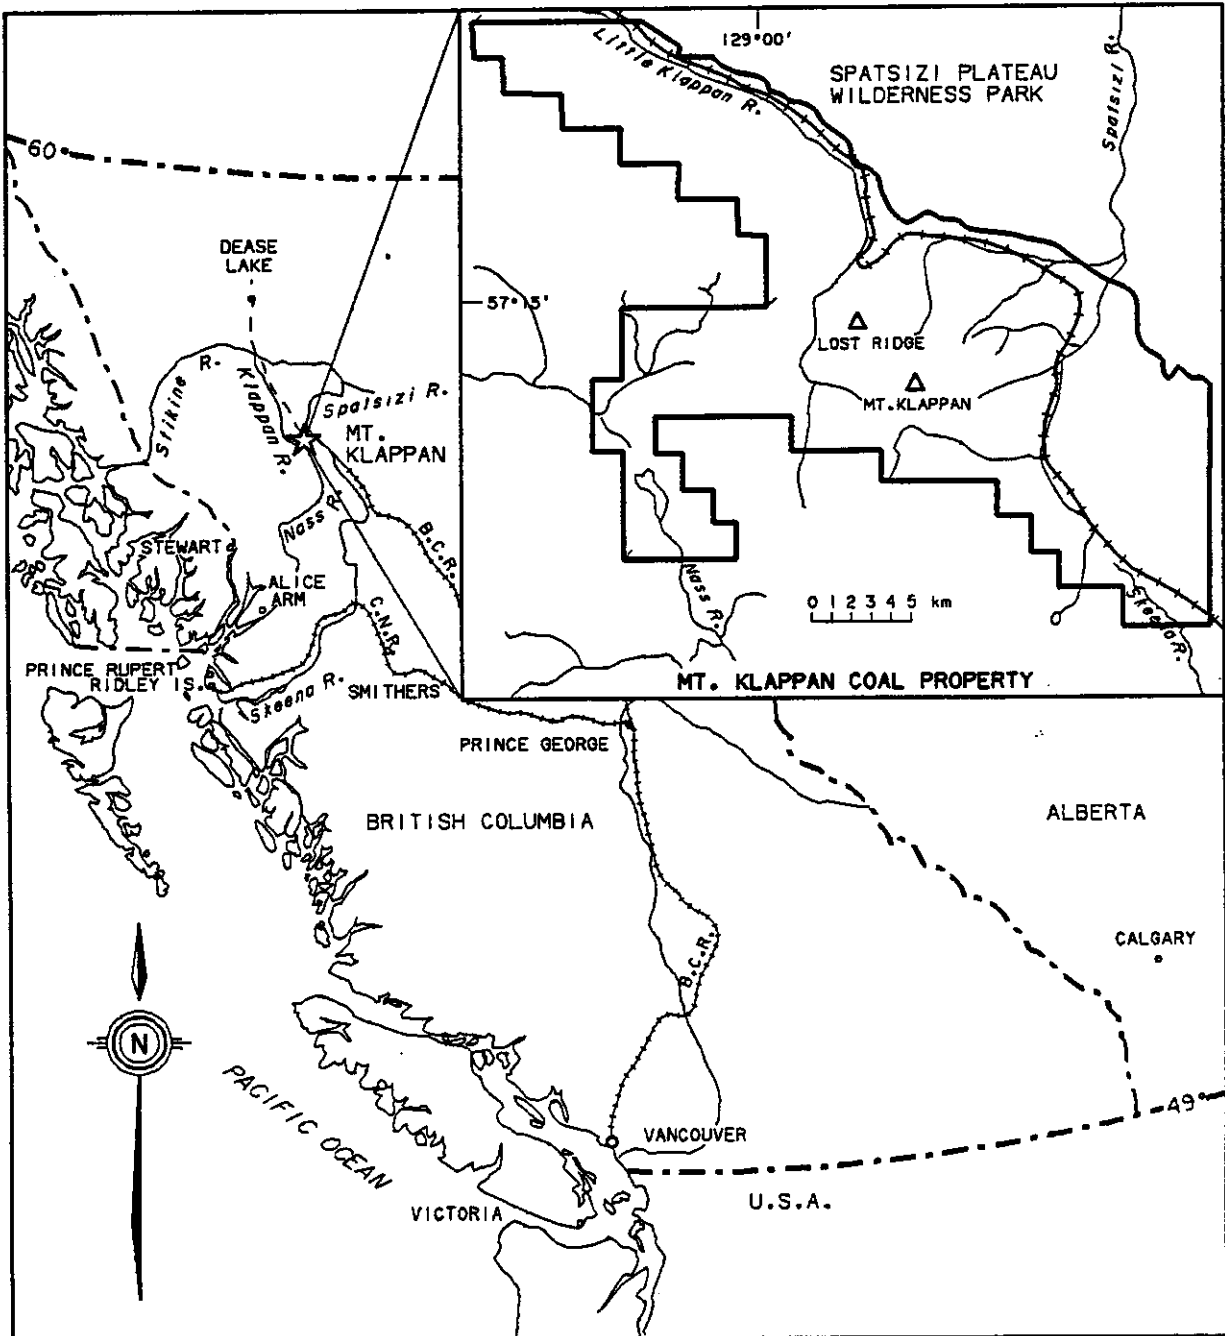 129°00'
Little Klappan R.
SPATSIZI PLATEAU
WILDERNESS PARK
Spatsizi R.
60°
DEASE
LAKE
57°15'
LOST RIDGE
MT. KLAPPAN
Stikine R.
Klappan R.
Spatsizi R.
MT.
KLAPPAN
Nass R.
B.C.R.
STEWART
ALICE
ARM
C.N.R.
Nass R.
Skeena R.
0 1 2 3 4 5 km
MT. KLAPPAN COAL PROPERTY
PRINCE RUPERT
RIDLEY IS.
Skeena R.
SMITHERS
PRINCE GEORGE
BRITISH COLUMBIA
ALBERTA
B.C.R.
CALGARY
N
PACIFIC OCEAN
VANCOUVER
49°
VICTORIA
U.S.A.